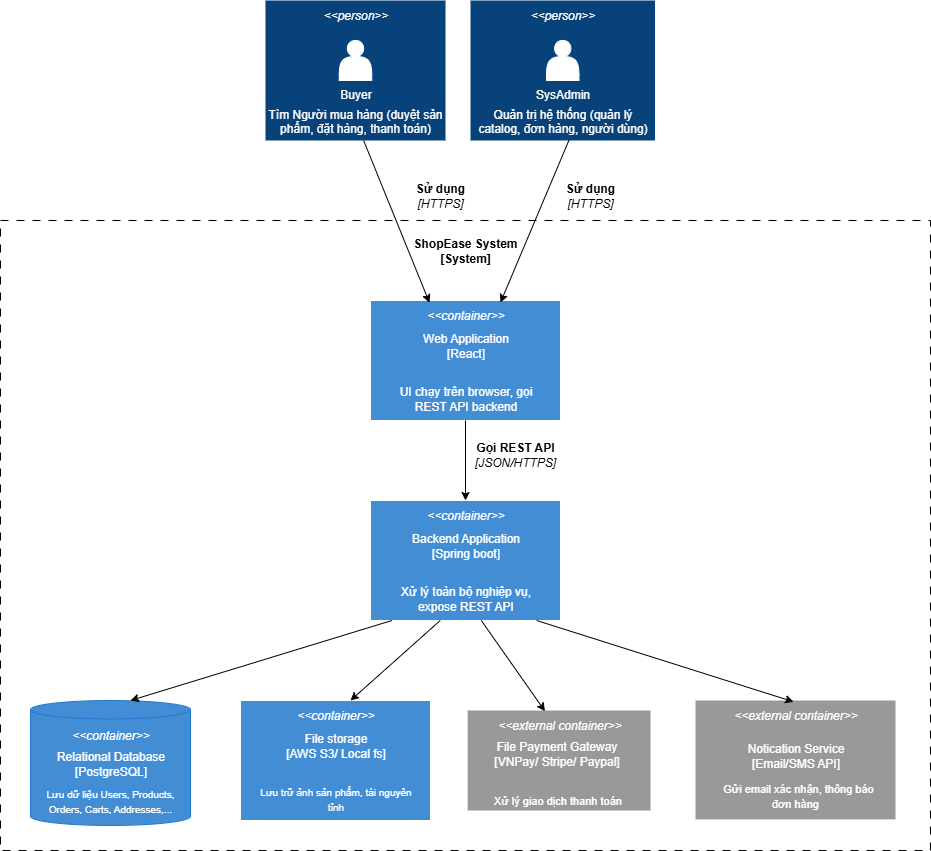 <<person>>
Buyer
Tìm Người mua hàng (duyệt sản
phẩm, đặt hàng, thanh toán)
<<person>>
SysAdmin
Quản trị hệ thống (quản lý
catalog, đơn hàng, người dùng)
Sử dụng
[HTTPS]
Sử dụng
[HTTPS]
ShopEase System
[System]
<<container>>
Web Application
[React]
UI chạy trên browser, gọi
REST API backend
Gọi REST API
[JSON/HTTPS]
<<container>>
Backend Application
[Spring boot]
Xử lý toàn bộ nghiệp vụ,
expose REST API
<<container>>
Relational Database
[PostgreSQL]
Lưu dữ liệu Users, Products,
Orders, Carts, Addresses,...
<<container>>
File storage
[AWS S3/ Local fs]
Lưu trữ ảnh sản phẩm, tài nguyên
tĩnh
<<external container>>
File Payment Gateway
[VNPay/ Stripe/ Paypal]
Xử lý giao dịch thanh toán
<<external container>>
Notication Service
[Email/SMS API]
Gửi email xác nhận, thông báo
đơn hàng